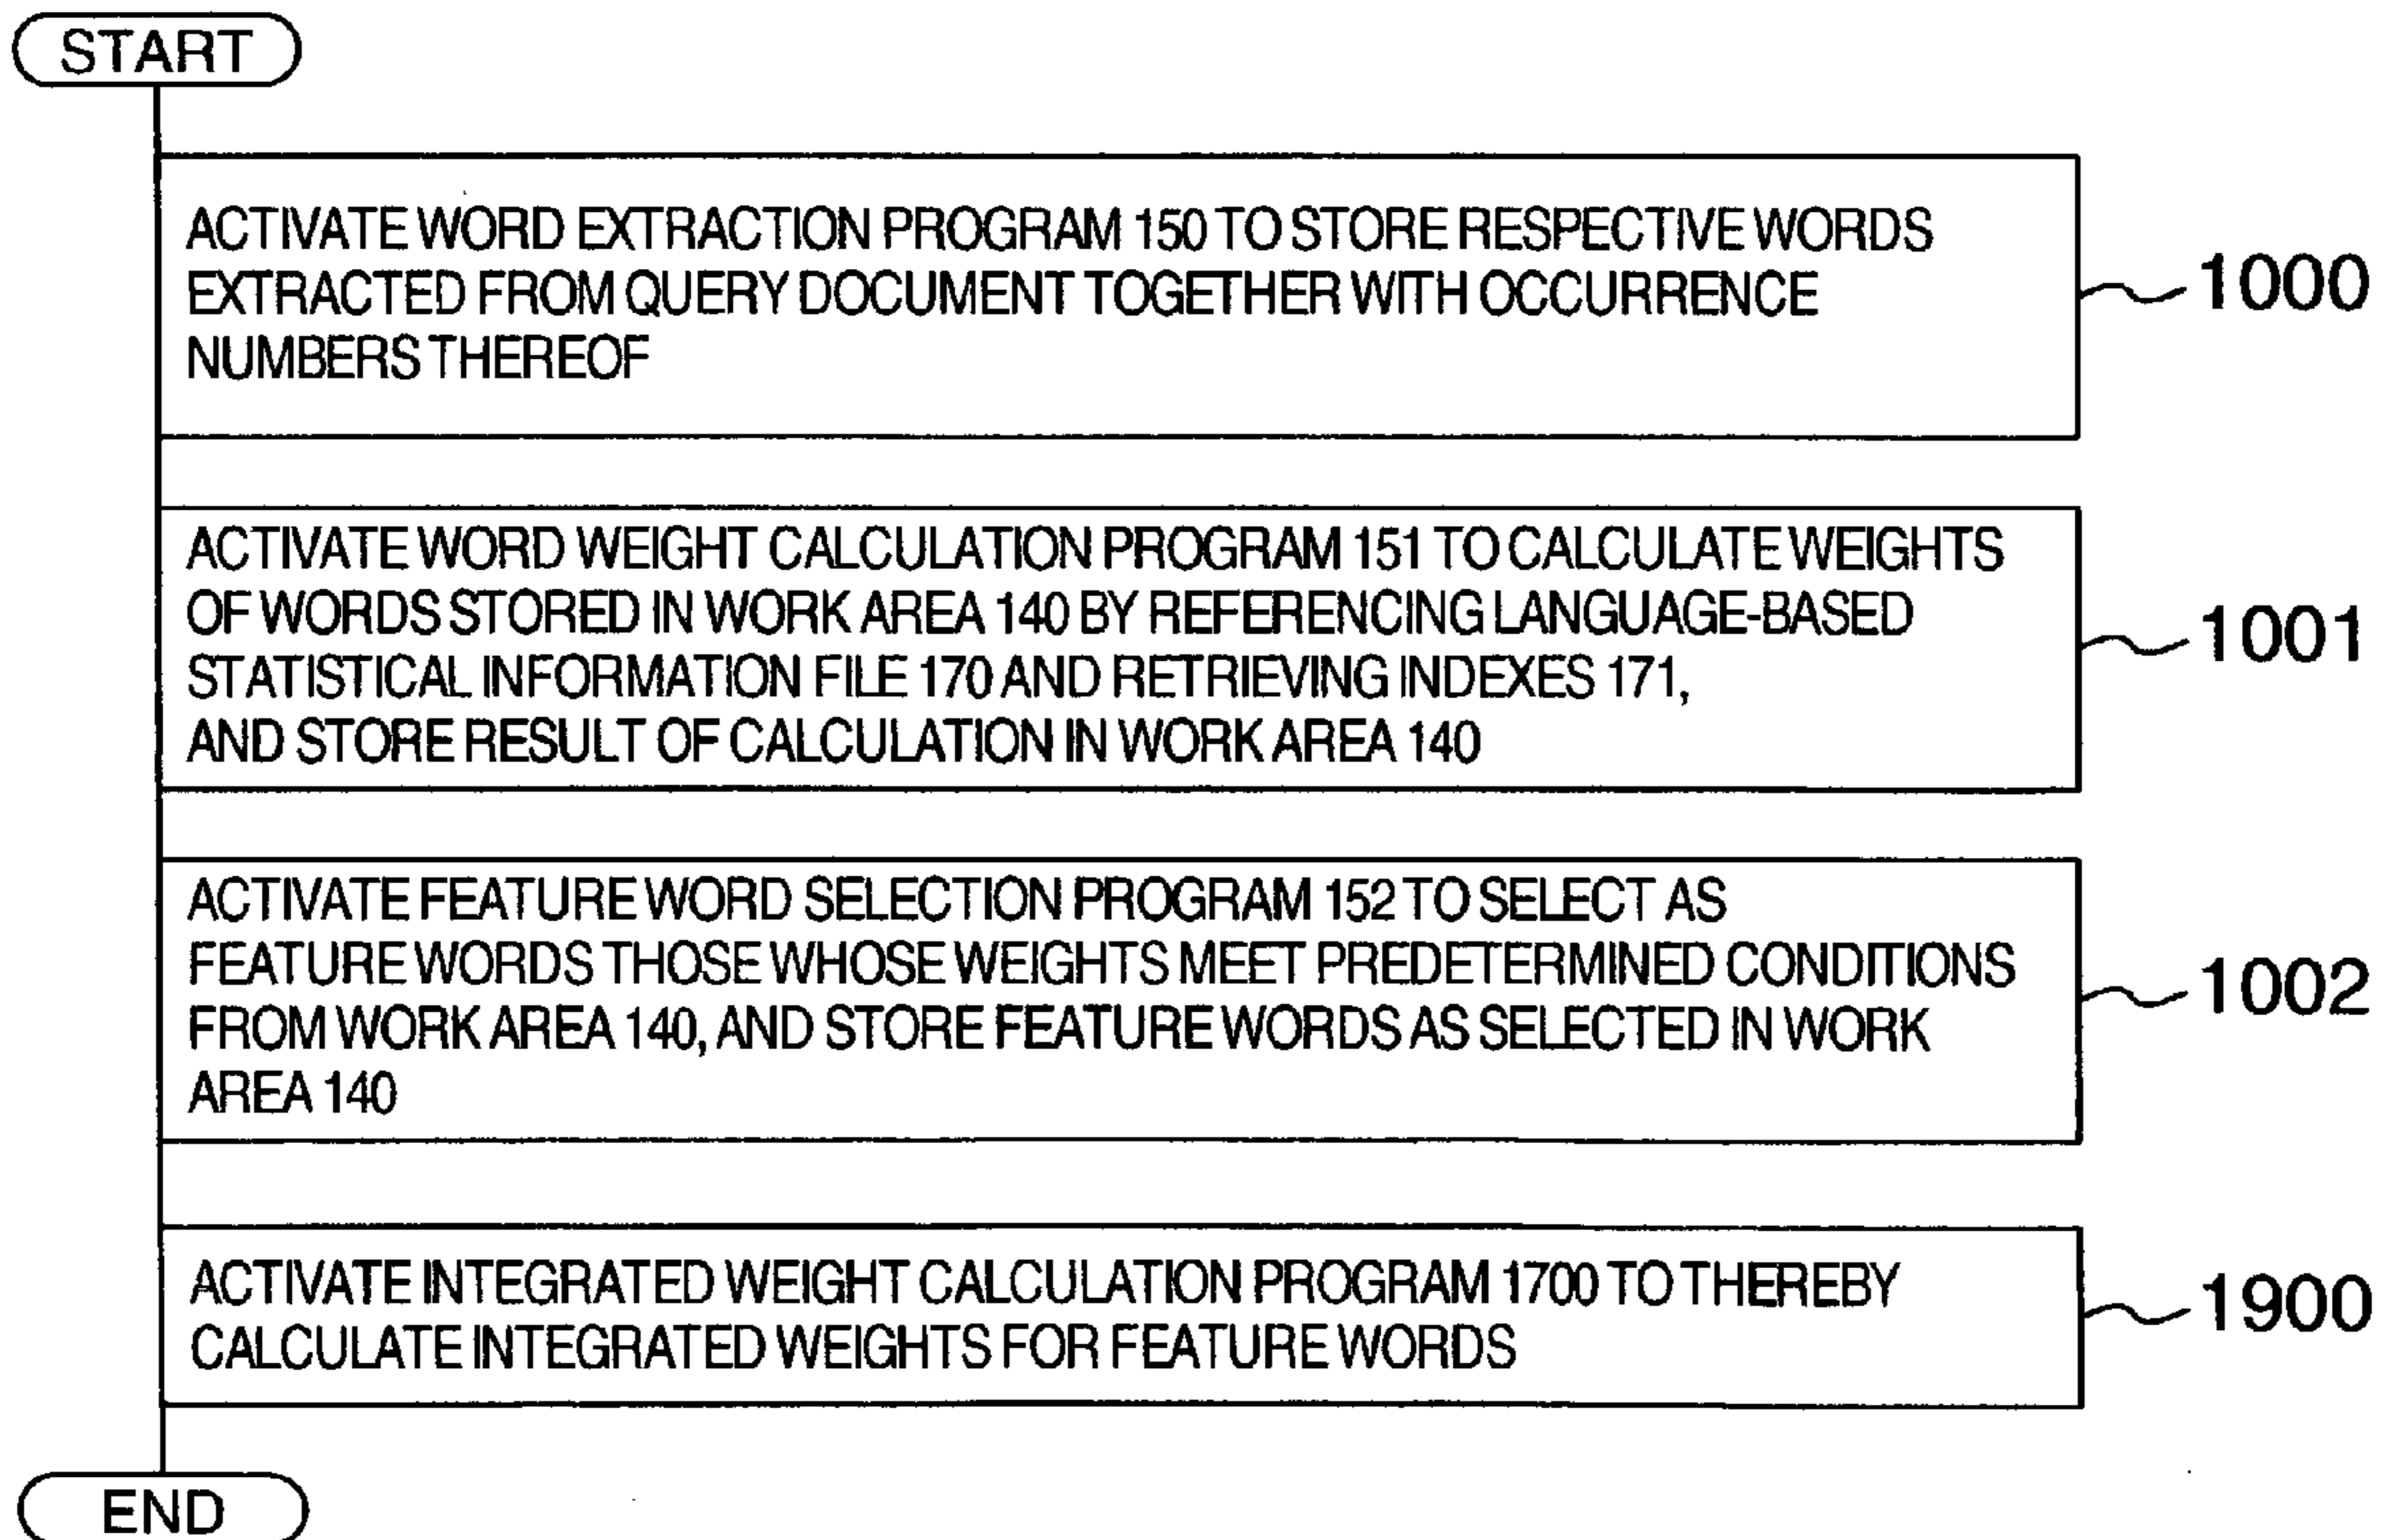 START
ACTIVATE WORD EXTRACTION PROGRAM 150 TO STORE RESPECTIVE WORDS
EXTRACTED FROM QUERY DOCUMENT TOGETHER WITH OCCURRENCE
NUMBERS THEREOF
1000
ACTIVATE WORD WEIGHT CALCULATION PROGRAM 151 TO CALCULATE WEIGHTS
OF WORDS STORED IN WORK AREA 140 BY REFERENCING LANGUAGE-BASED
STATISTICAL INFORMATION FILE 170 AND RETRIEVING INDEXES 171,
AND STORE RESULT OF CALCULATION IN WORK AREA 140
1001
ACTIVATE FEATURE WORD SELECTION PROGRAM 152 TO SELECT AS
FEATURE WORDS THOSE WHOSE WEIGHTS MEET PREDETERMINED CONDITIONS
FROM WORK AREA 140, AND STORE FEATURE WORDS AS SELECTED IN WORK
AREA 140
1002
ACTIVATE INTEGRATED WEIGHT CALCULATION PROGRAM 1700 TO THEREBY
CALCULATE INTEGRATED WEIGHTS FOR FEATURE WORDS
1900
END